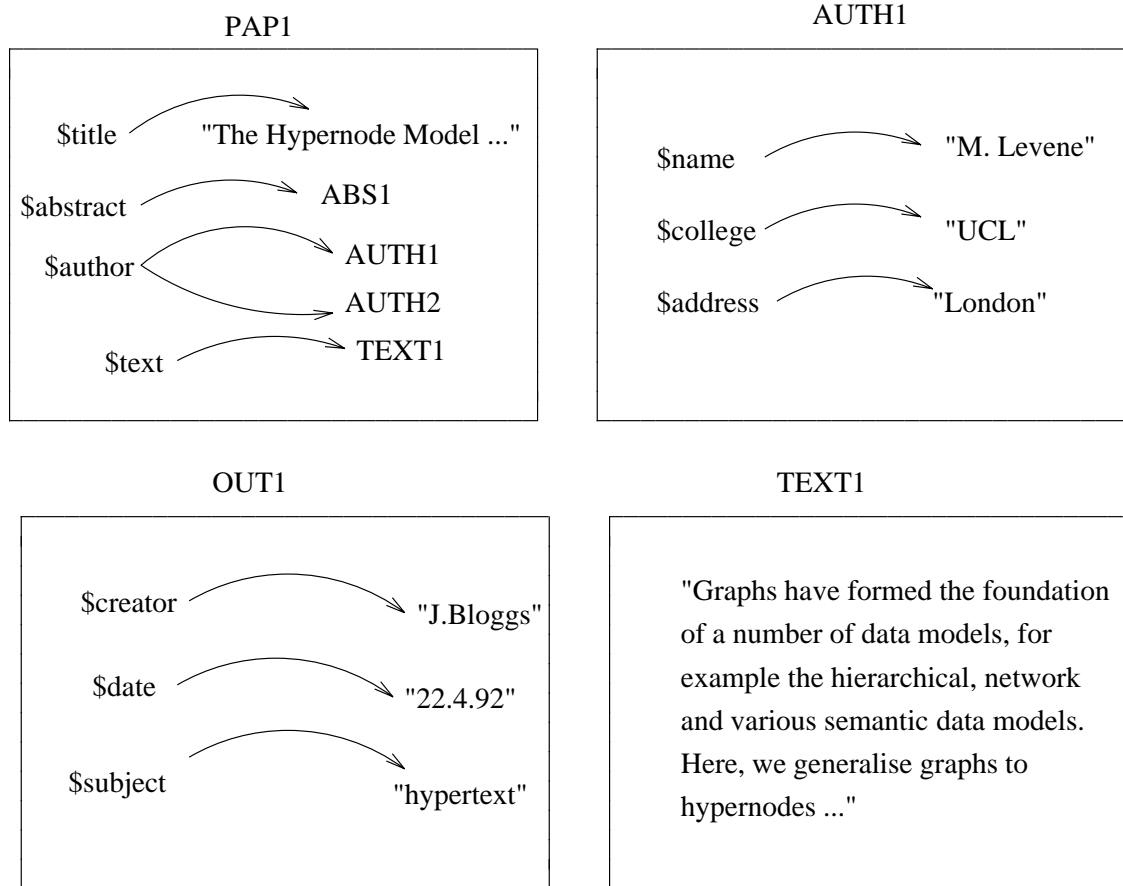 PAP1
$title "The Hypernode Model ..."
$abstract ABS1
$author AUTH1
AUTH2
$text TEXT1
AUTH1
$name "M. Levene"
$college "UCL"
$address "London"
OUT1
$creator "J.Bloggs"
$date "22.4.92"
$subject "hypertext"
TEXT1
"Graphs have formed the foundation
of a number of data models, for
example the hierarchical, network
and various semantic data models.
Here, we generalise graphs to
hypernodes ..."